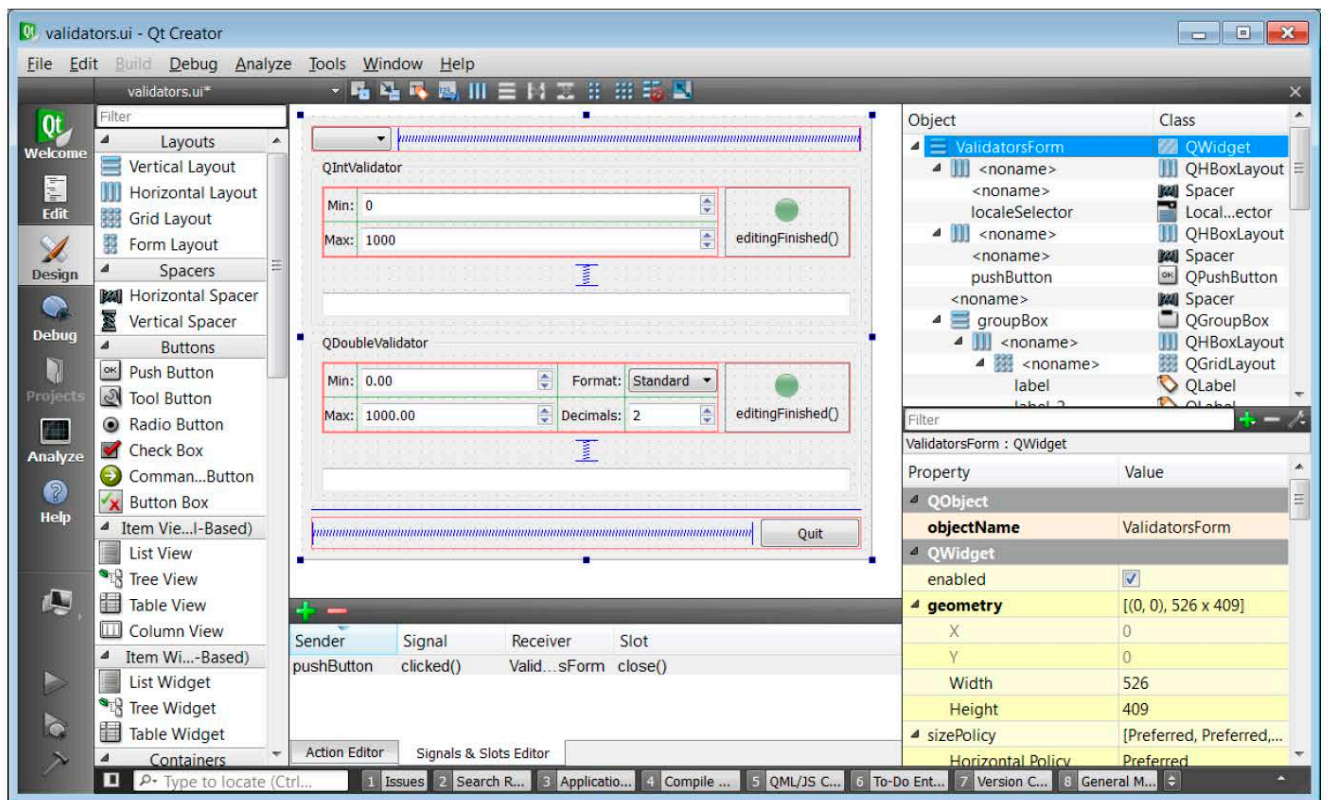 validators.ui - Qt Creator
File Edit Build Debug Analyze Tools Window Help
validators.ui*
Welcome
Edit
Design
Debug
Projects
Analyze
Help
Filter
Layouts
Vertical Layout
Horizontal Layout
Grid Layout
Form Layout
Spacers
Horizontal Spacer
Vertical Spacer
Buttons
Push Button
Tool Button
Radio Button
Check Box
Comman...Button
Button Box
Item Vie...l-Based)
List View
Tree View
Table View
Column View
Item Wi...-Based)
List Widget
Tree Widget
Table Widget
Containers
QIntValidator
Min: 0
Max: 1000
editingFinished()
QDoubleValidator
Min: 0.00 Format: Standard
Max: 1000.00 Decimals: 2
editingFinished()
Quit
Sender Signal Receiver Slot
pushButton clicked() Valid...sForm close()
Action Editor Signals & Slots Editor
Object Class
ValidatorsForm QWidget
<noname> QHBoxLayout
<noname> Spacer
localeSelector Local...ector
<noname> QHBoxLayout
<noname> Spacer
pushButton QPushButton
<noname> Spacer
groupBox QGroupBox
<noname> QHBoxLayout
<noname> QGridLayout
label QLabel
label_2 QLabel
Filter
ValidatorsForm : QWidget
Property Value
QObject
objectName ValidatorsForm
QWidget
enabled
geometry [(0, 0), 526 x 409]
X 0
Y 0
Width 526
Height 409
sizePolicy [Preferred, Preferred,...
Horizontal Policy Preferred
Type to locate (Ctrl... 1 Issues 2 Search R... 3 Applicatio... 4 Compile ... 5 QML/JS C... 6 To-Do Ent... 7 Version C... 8 General M...